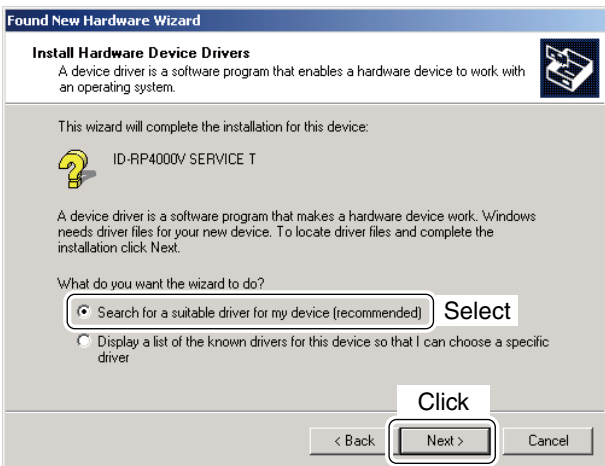 Found New Hardware Wizard
Install Hardware Device Drivers
A device driver is a software program that enables a hardware device to work with
an operating system.
This wizard will complete the installation for this device:
ID-RP4000V SERVICE T
A device driver is a software program that makes a hardware device work. Windows
needs driver files for your new device. To locate driver files and complete the
installation click Next.
What do you want the wizard to do?
Search for a suitable driver for my device (recommended) Select
Display a list of the known drivers for this device so that I can choose a specific
driver
Click
< Back Next > Cancel